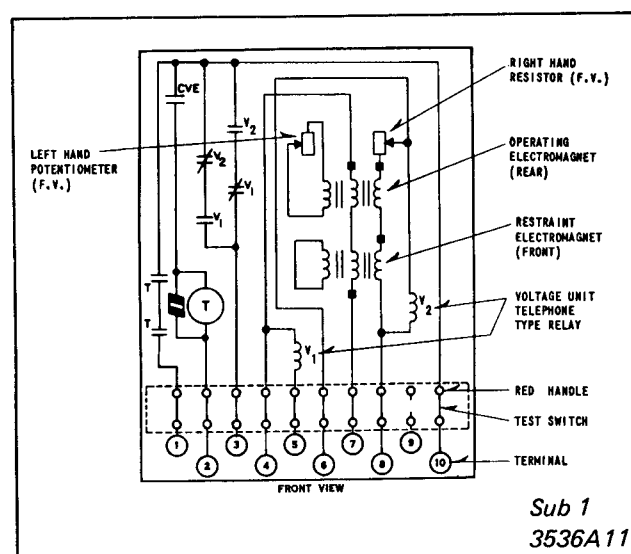 CVE
V2
V2
V1
V1
T
T
T
V1
V2
LEFT HAND
POTENTIOMETER
(F.V.)
RIGHT HAND
RESISTOR (F.V.)
OPERATING
ELECTROMAGNET
(REAR)
RESTRAINT
ELECTROMAGNET
(FRONT)
VOLTAGE UNIT
TELEPHONE
TYPE RELAY
RED HANDLE
TEST SWITCH
TERMINAL
1
2
3
4
5
6
7
8
9
10
FRONT VIEW
Sub 1
3536A11